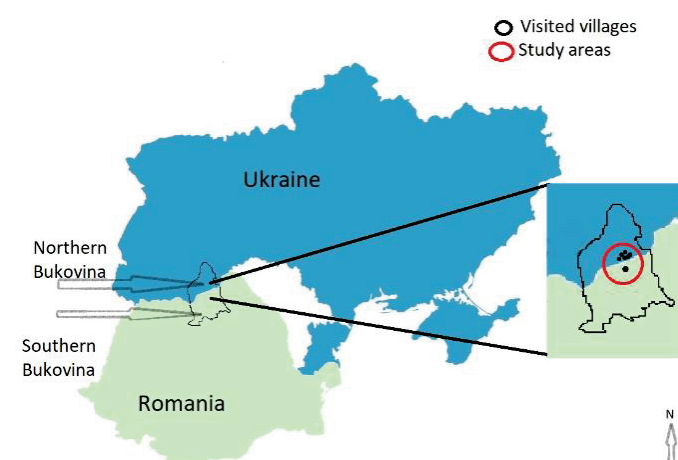 Visited villages
Study areas
Ukraine
Northern
Bukovina
Southern
Bukovina
Romania
N